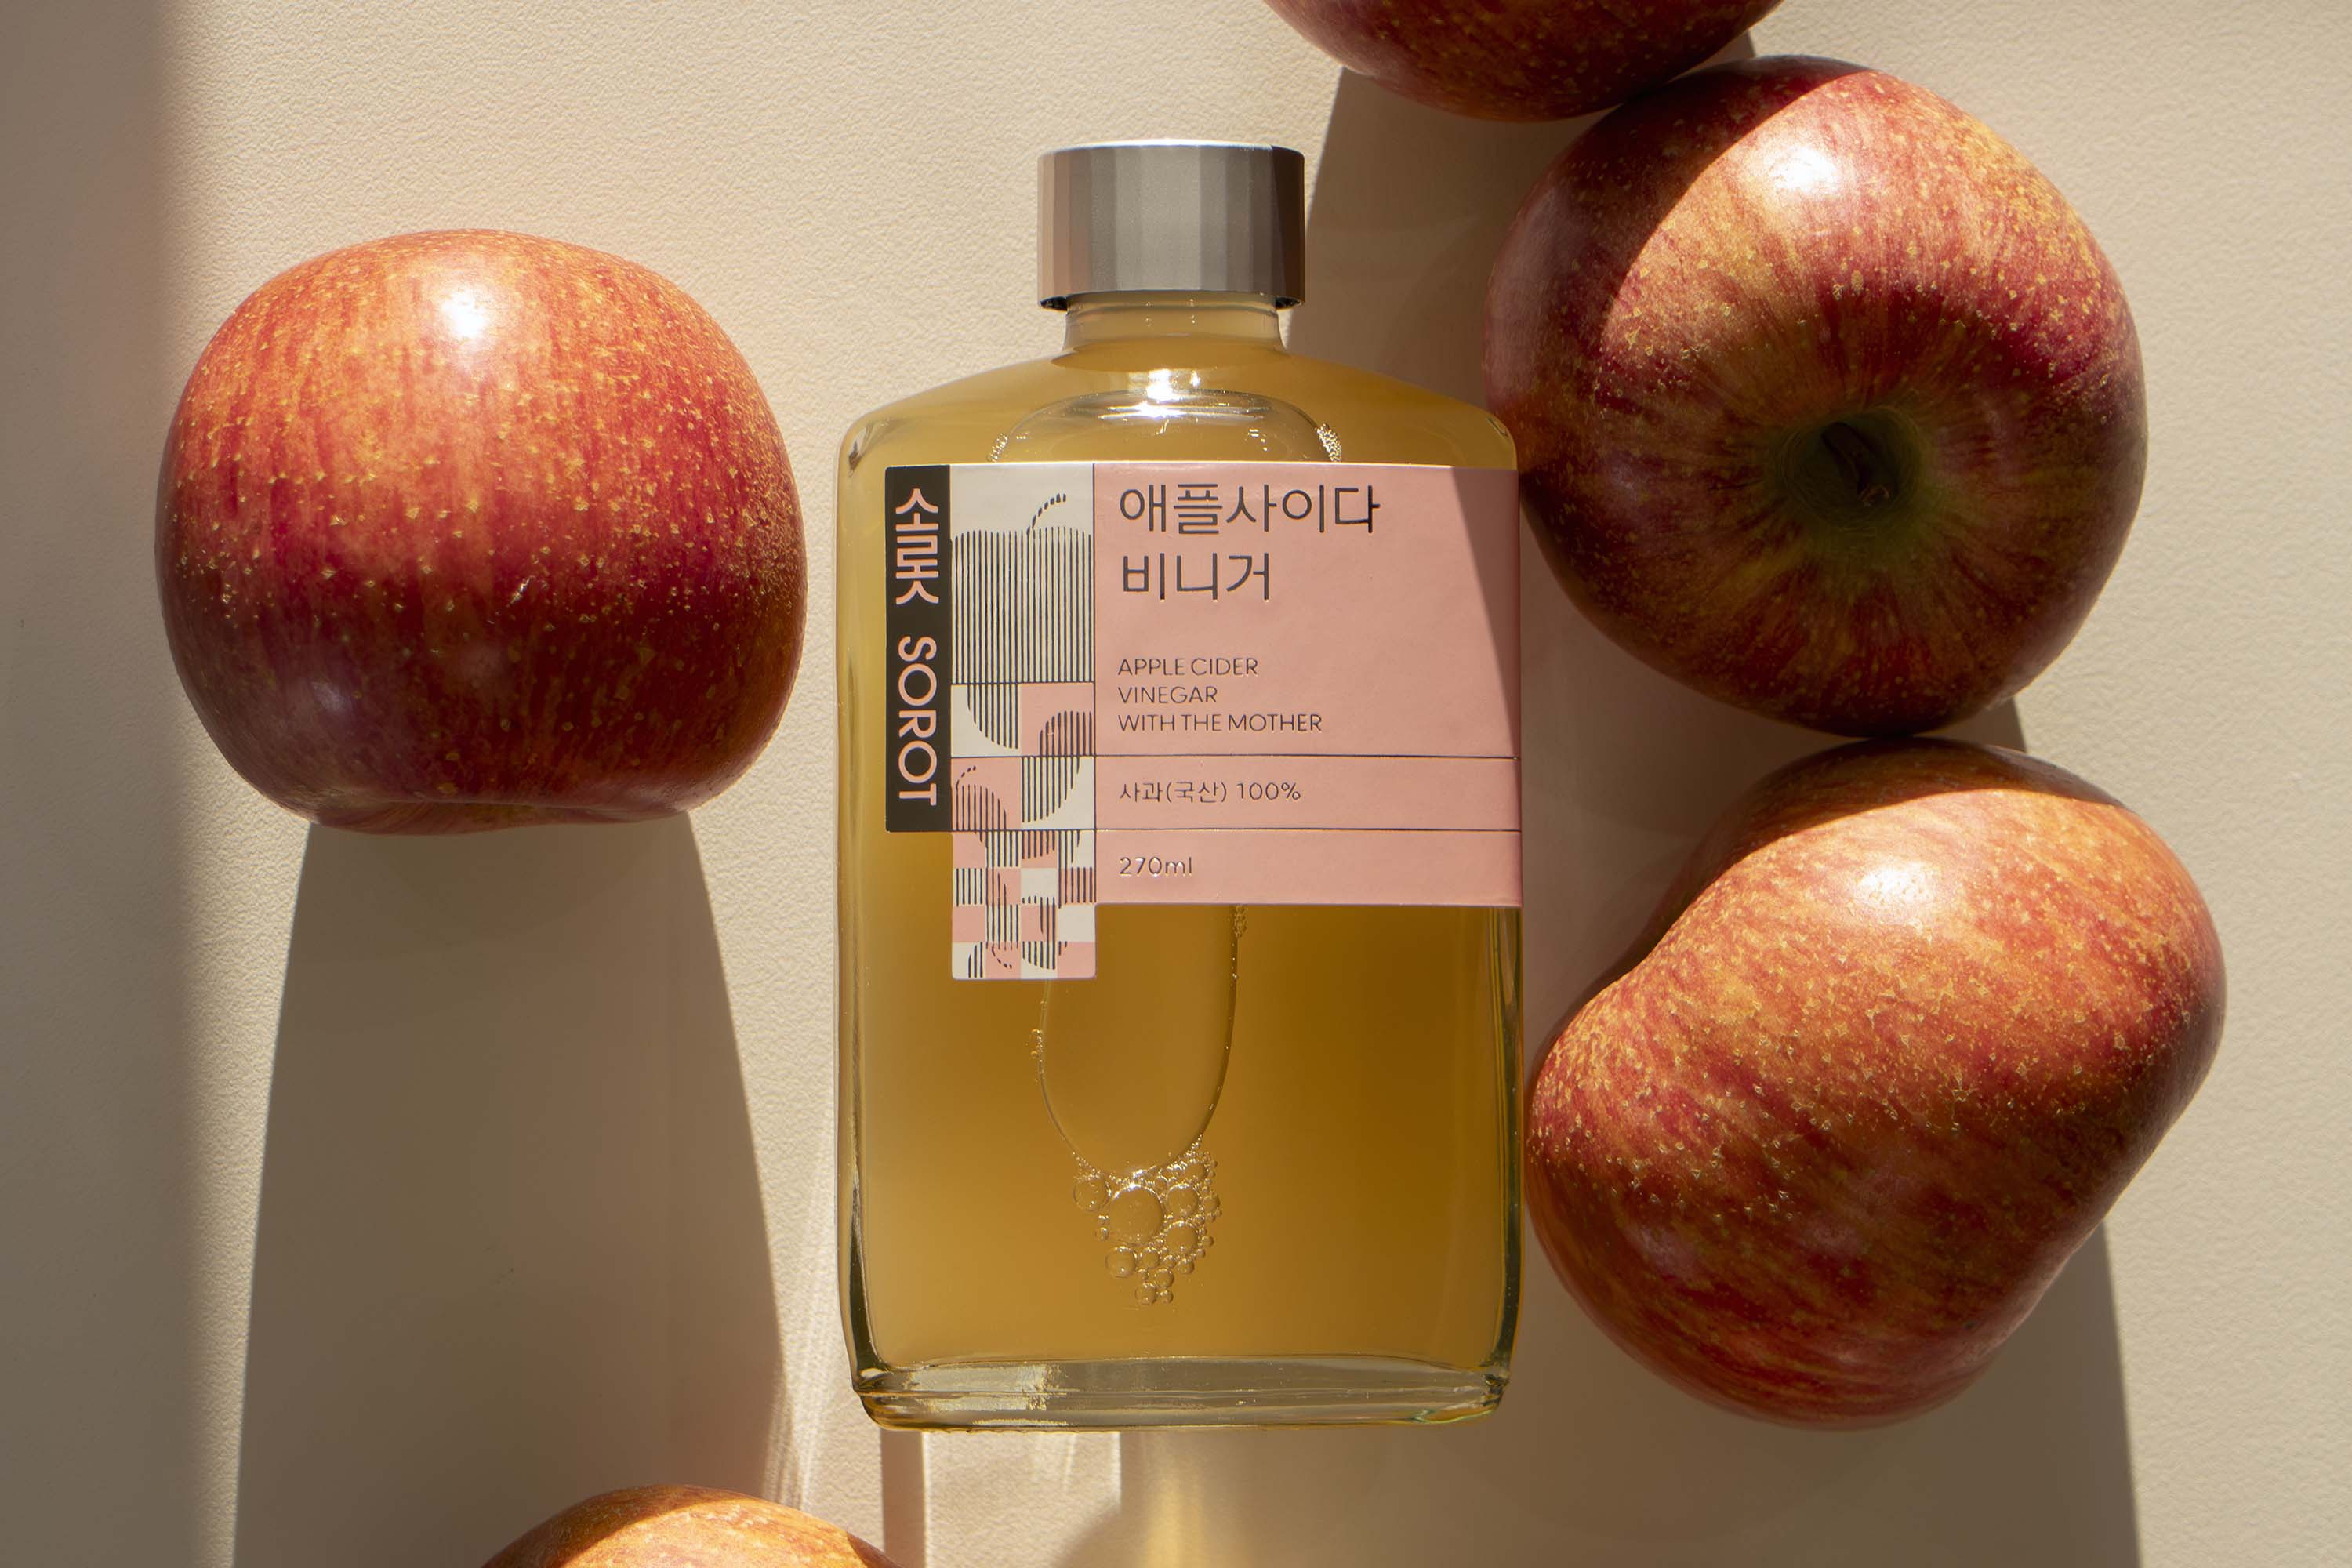 소롯 SOROT
애플사이다
비니거
APPLE CIDER
VINEGAR
WITH THE MOTHER
사과(국산) 100%
270ml